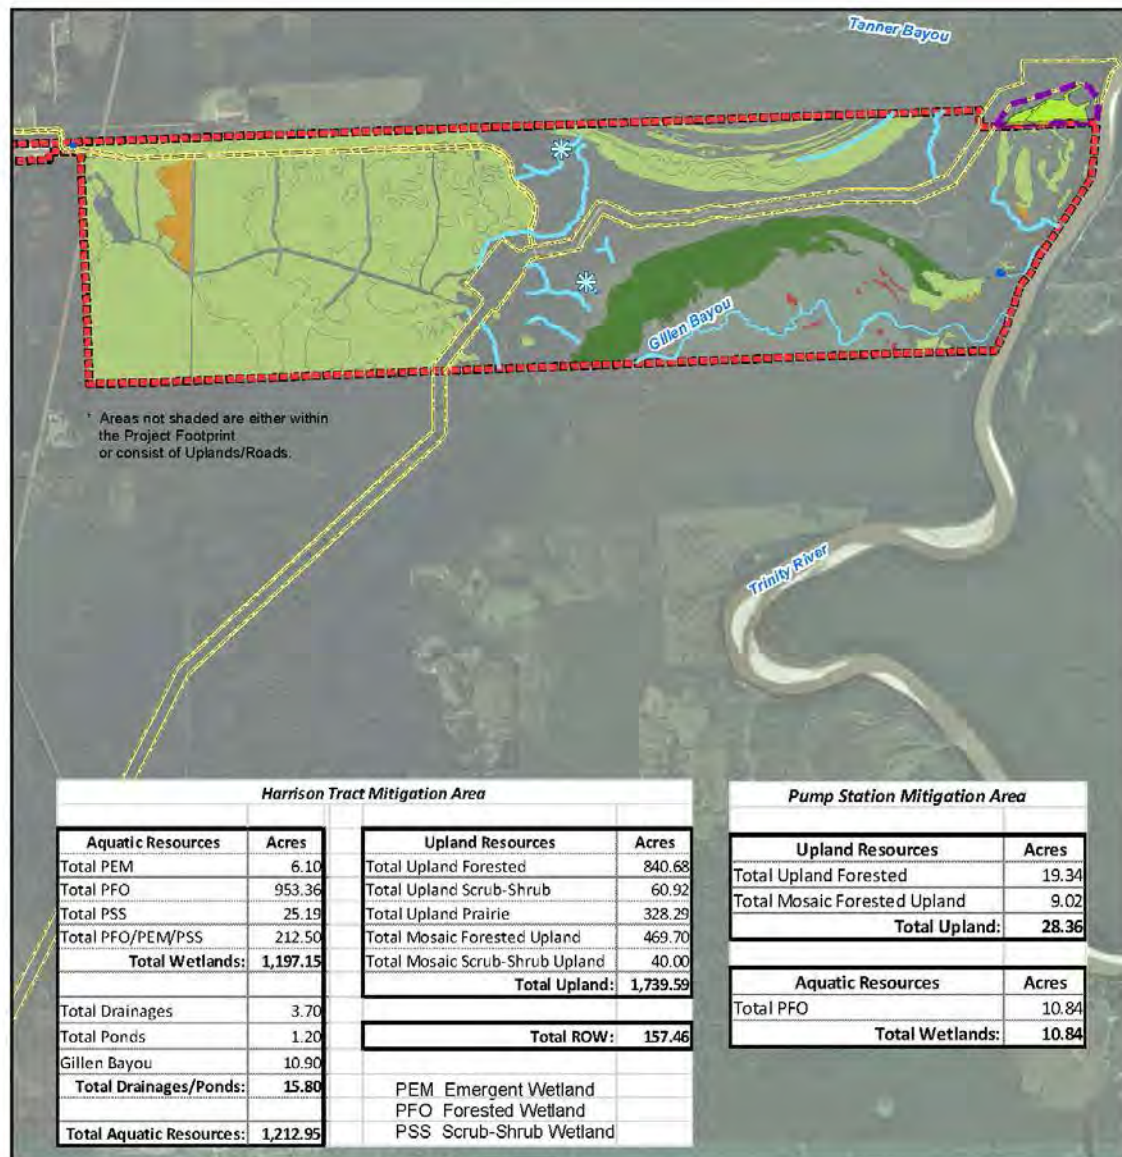 Tanner Bayou
Gillen Bayou
* Areas not shaded are either within
the Project Footprint
or consist of Uplands/Roads.
Trinity River
Harrison Tract Mitigation Area
Aquatic Resources Acres
Total PEM 6.10
Total PFO 953.36
Total PSS 25.19
Total PFO/PEM/PSS 212.50
Total Wetlands: 1,197.15
Total Drainages 3.70
Total Ponds 1.20
Gillen Bayou 10.90
Total Drainages/Ponds: 15.80
Total Aquatic Resources: 1,212.95
Upland Resources Acres
Total Upland Forested 840.68
Total Upland Scrub-Shrub 60.92
Total Upland Prairie 328.29
Total Mosaic Forested Upland 469.70
Total Mosaic Scrub-Shrub Upland 40.00
Total Upland: 1,739.59
Total ROW: 157.46
PEM Emergent Wetland
PFO Forested Wetland
PSS Scrub-Shrub Wetland
Pump Station Mitigation Area
Upland Resources Acres
Total Upland Forested 19.34
Total Mosaic Forested Upland 9.02
Total Upland: 28.36
Aquatic Resources Acres
Total PFO 10.84
Total Wetlands: 10.84